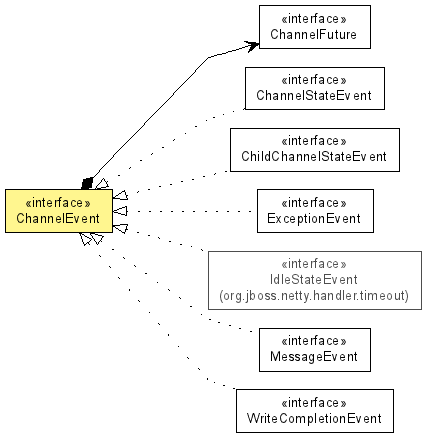 «interface»
ChannelFuture
«interface»
ChannelStateEvent
«interface»
ChildChannelStateEvent
«interface»
ChannelEvent
«interface»
ExceptionEvent
«interface»
IdleStateEvent
(org.jboss.netty.handler.timeout)
«interface»
MessageEvent
«interface»
WriteCompletionEvent